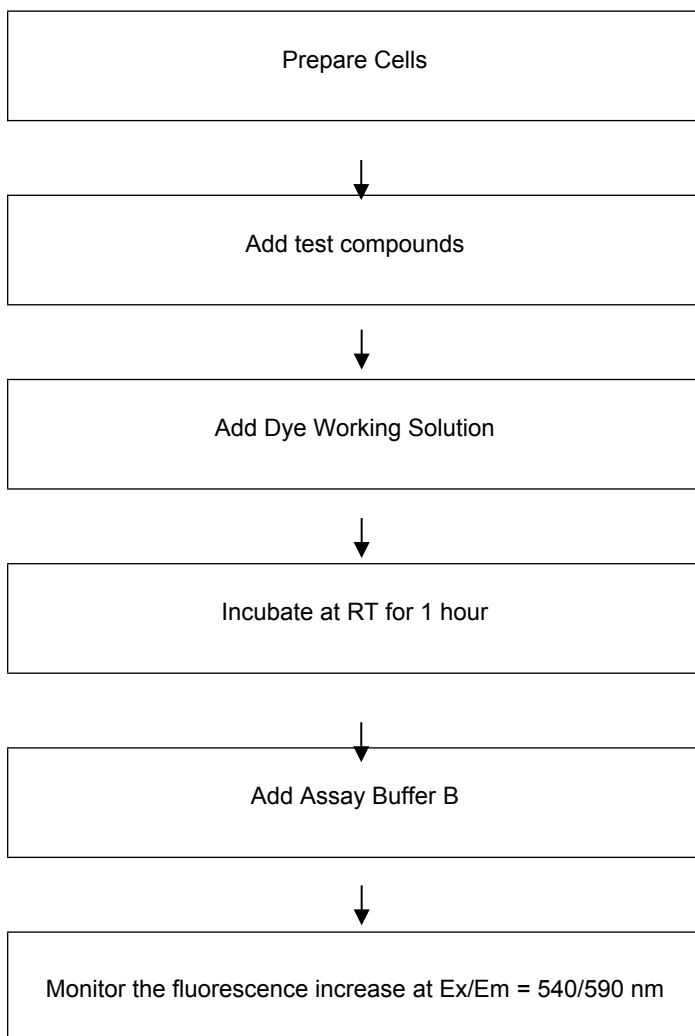 Prepare Cells
Add test compounds
Add Dye Working Solution
Incubate at RT for 1 hour
Add Assay Buffer B
Monitor the fluorescence increase at Ex/Em = 540/590 nm